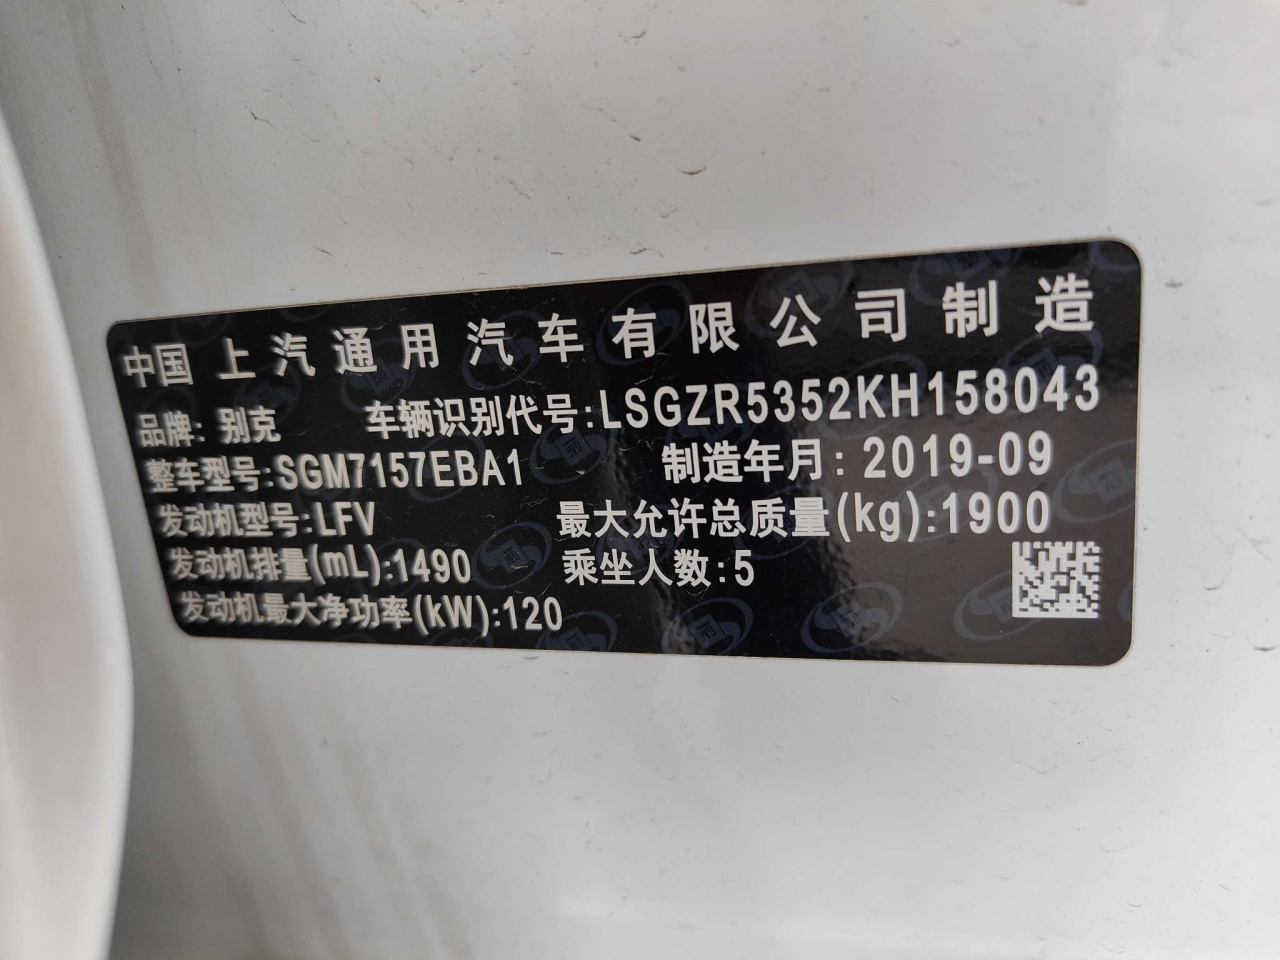 中国 上汽通用汽车有限公司制造
品牌: 别克 车辆识别代号:LSGZR5352KH158043
整车型号:SGM7157EBA1 制造年月: 2019-09
发动机型号:LFV 最大允许总质量(kg):1900
发动机排量(mL):1490 乘坐人数:5
发动机最大净功率(kW):120